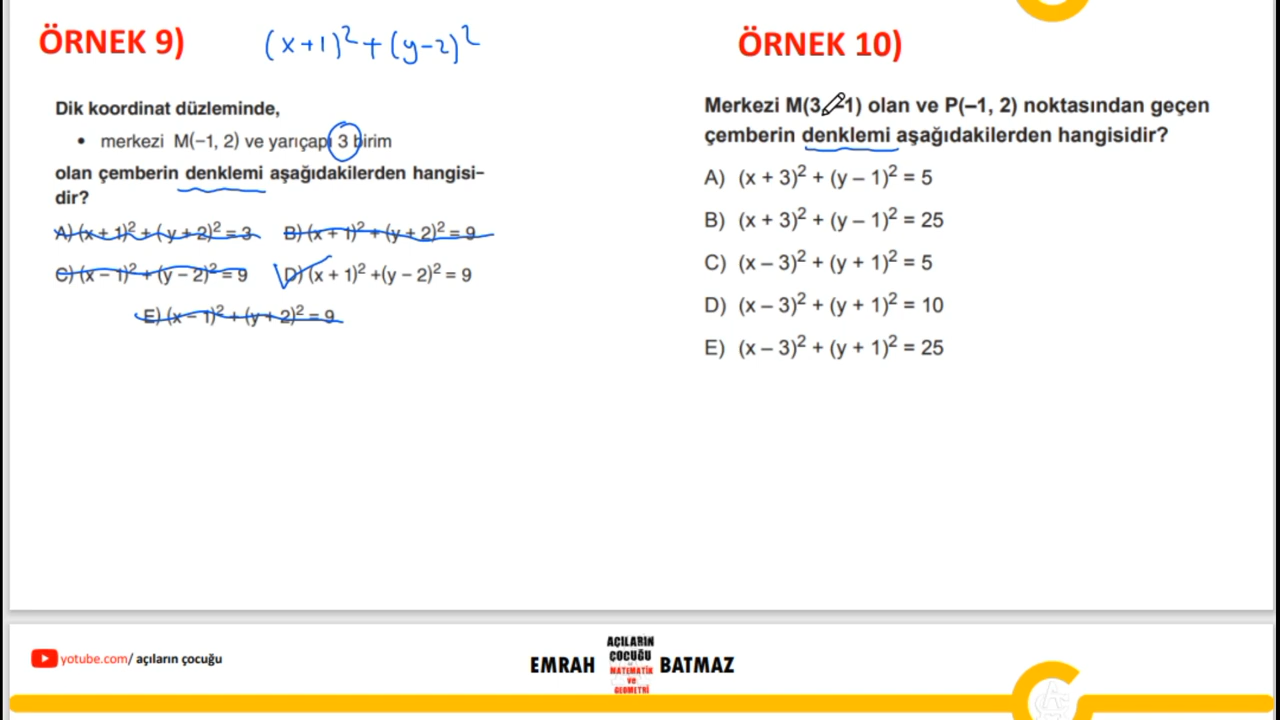 ÖRNEK 9)
(x+1)² + (y-2)²
Dik koordinat düzleminde,
• merkezi M(–1, 2) ve yarıçapı 3 birim
olan çemberin denklemi aşağıdakilerden hangisi-
dir?
A) (x + 1)² + (y + 2)² = 3 B) (x + 1)² + (y + 2)² = 9
C) (x – 1)² + (y – 2)² = 9 D) (x + 1)² +(y – 2)² = 9
E) (x – 1)² + (y + 2)² = 9
ÖRNEK 10)
Merkezi M(3, –1) olan ve P(–1, 2) noktasından geçen
çemberin denklemi aşağıdakilerden hangisidir?
A) (x + 3)² + (y – 1)² = 5
B) (x + 3)² + (y – 1)² = 25
C) (x – 3)² + (y + 1)² = 5
D) (x – 3)² + (y + 1)² = 10
E) (x – 3)² + (y + 1)² = 25
yotube.com/ açıların çocuğu
EMRAH
AÇILARIN
ÇOCUĞU
MATEMATİK
ve
GEOMETRİ
BATMAZ